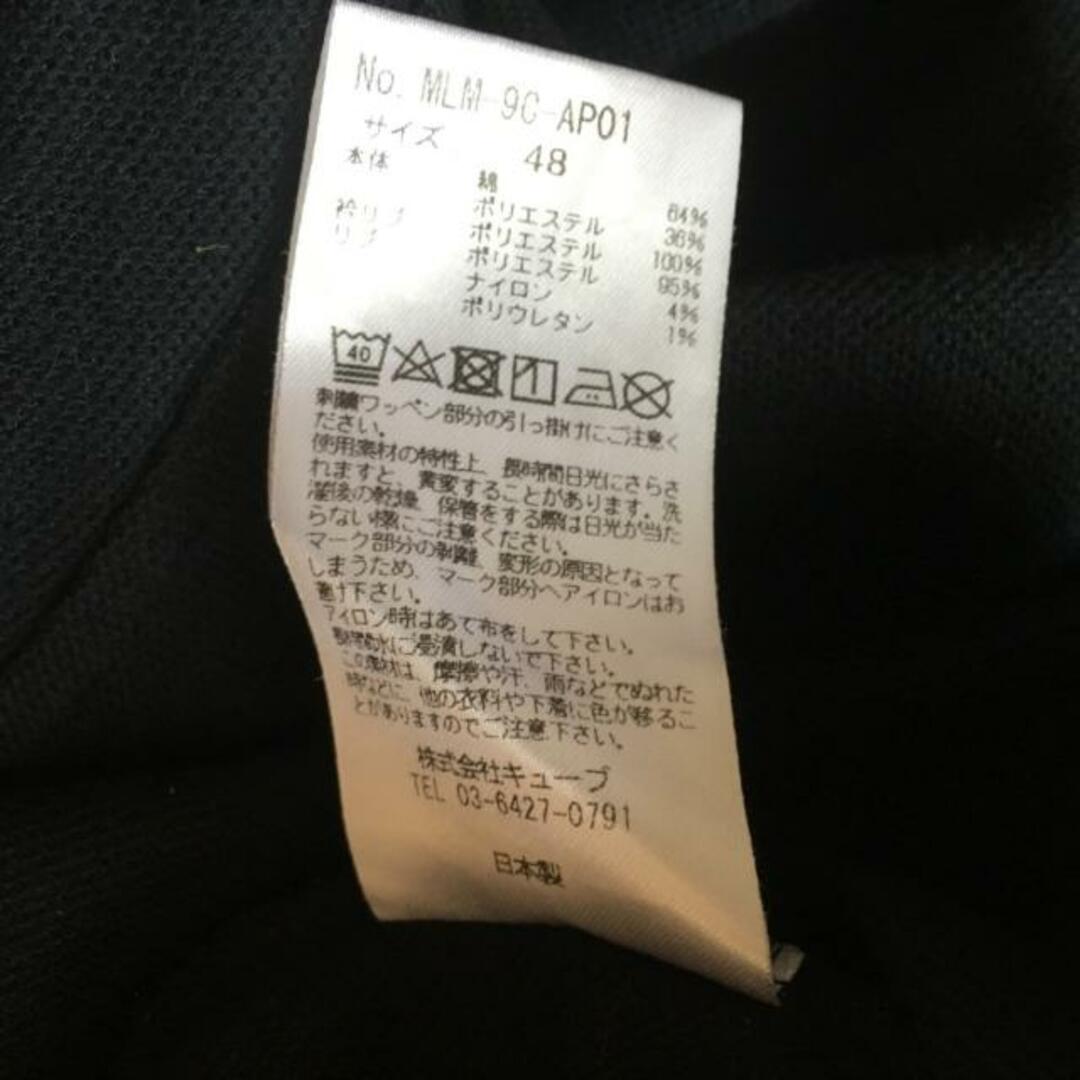 No. MLM-9C-AP01
サイズ 48
本体 綿 64%
ポリエステル 36%
衿リブ ポリエステル 100%
リブ ポリエステル 95%
ナイロン 4%
ポリウレタン 1%
40
刺繍ワッペン部分の引っ掛けにご注意く
ださい。
使用素材の特性上、長時間日光にさらさ
れますと、黄変することがあります。洗
濯後の乾燥、保管をする際は日光が当た
らない様にご注意ください。
マーク部分の剥離、変形の原因となって
しまうため、マーク部分へアイロンはお
避け下さい。
アイロン時はあて布をして下さい。
長時間水にご浸漬しないで下さい。
この素材は、摩擦や汗、雨などでぬれた
時などに、他の衣料や下着に色が移るこ
とがありますのでご注意下さい。
株式会社キューブ
TEL 03-6427-0791
日本製